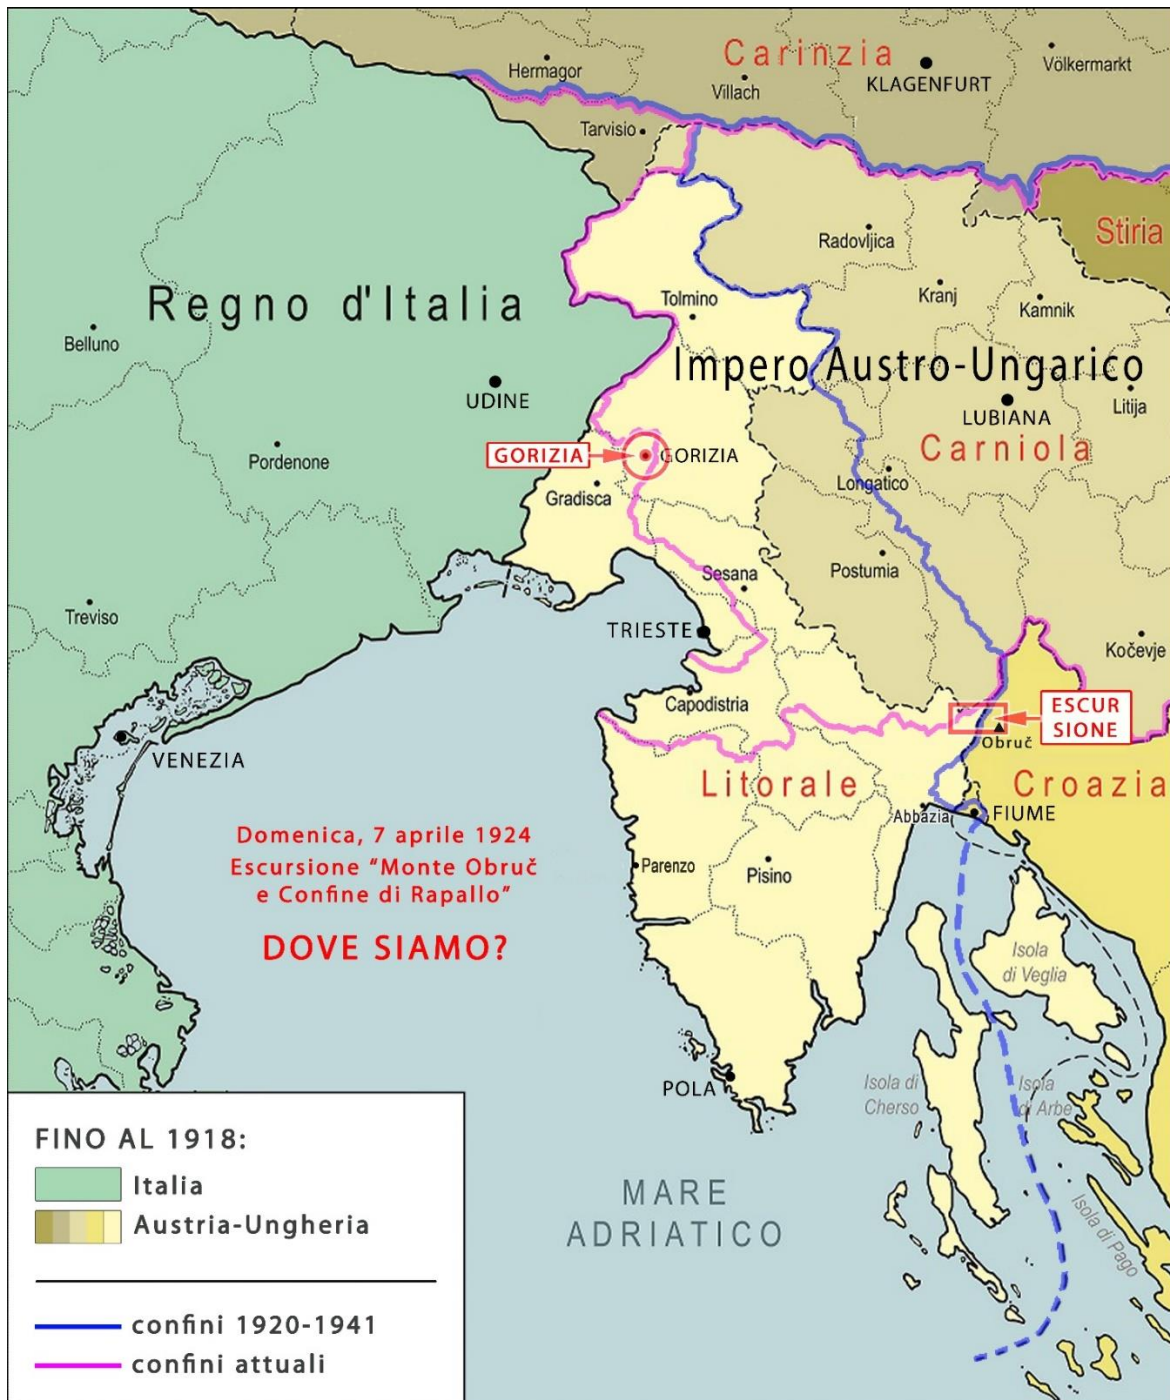 Carinzia
Hermagor
Villach
KLAGENFURT
Völkermarkt
Tarvisio
Stiria
Radovljica
Kranj
Kamnik
Regno d'Italia
Tolmino
Belluno
Impero Austro-Ungarico
UDINE
LUBIANA
Litija
Carniola
Pordenone
GORIZIA
GORIZIA
Longatico
Gradisca
Sesana
Postumia
Treviso
TRIESTE
Kočevje
Capodistria
ESCUR
SIONE
Obruč
VENEZIA
Litorale
Croazia
Abbazia
FIUME
Domenica, 7 aprile 1924
Escursione “Monte Obruč
e Confine di Rapallo”
DOVE SIAMO?
Parenzo
Pisino
Isola
di Veglia
POLA
Isola di
Cherso
Isola
di Arbe
Isola di Pago
MARE
ADRIATICO
FINO AL 1918:
Italia
Austria-Ungheria
confini 1920-1941
confini attuali